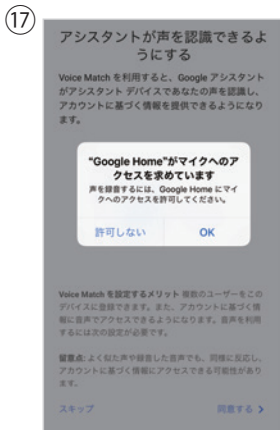 ⑰
アシスタントが声を認識できるよ
うにする
Voice Match を利用すると、Google アシスタント
がアシスタント デバイスであなたの声を認識し、
アカウントに基づく情報を提供できるようになり
ます。
“Google Home”がマイクへのア
クセスを求めています
声を録音するには、Google Home にマイ
クへのアクセスを許可してください。
許可しない OK
Voice Match を設定するメリット 複数のユーザーをこの
デバイスに登録できます。また、アカウントに基づく情
報に音声でアクセスできるようになります。音声を利用
するには次の設定が必要です。
留意点: よく似た声や録音した音声でも、同様に反応し、
アカウントに基づく情報にアクセスできる可能性があり
ます。
スキップ 同意する >